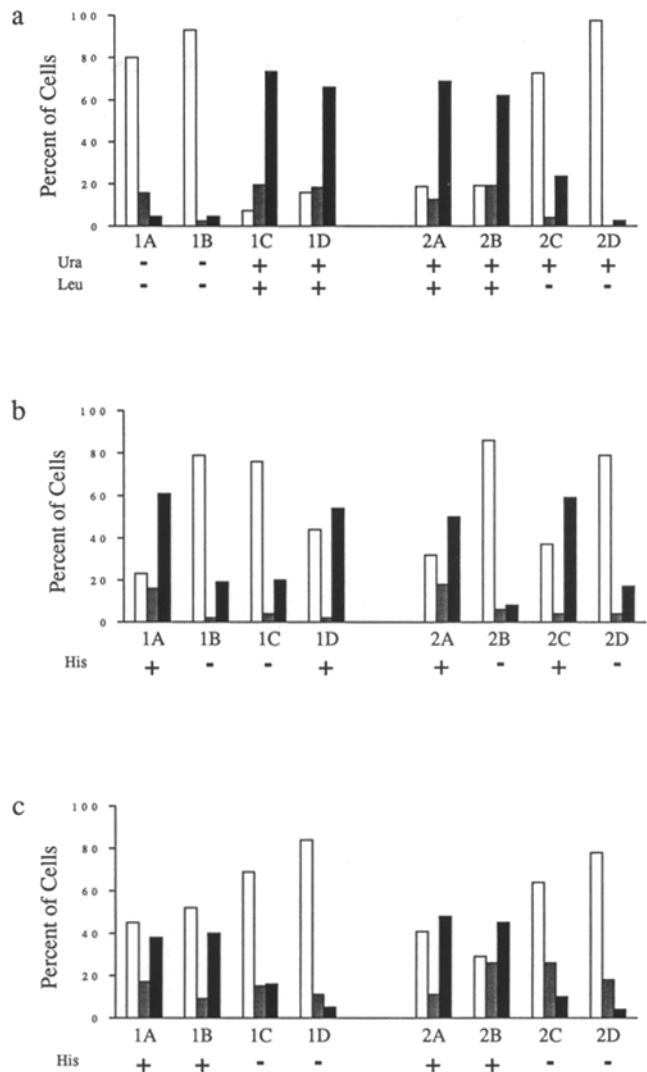 a
Percent of Cells
100
80
60
40
20
0
1A 1B 1C 1D 2A 2B 2C 2D
Ura - - + + + + + +
Leu - - + + + + - -
b
Percent of Cells
100
80
60
40
20
0
1A 1B 1C 1D 2A 2B 2C 2D
His + - - + + - + -
c
Percent of Cells
100
80
60
40
20
0
1A 1B 1C 1D 2A 2B 2C 2D
His + + - - + + - -